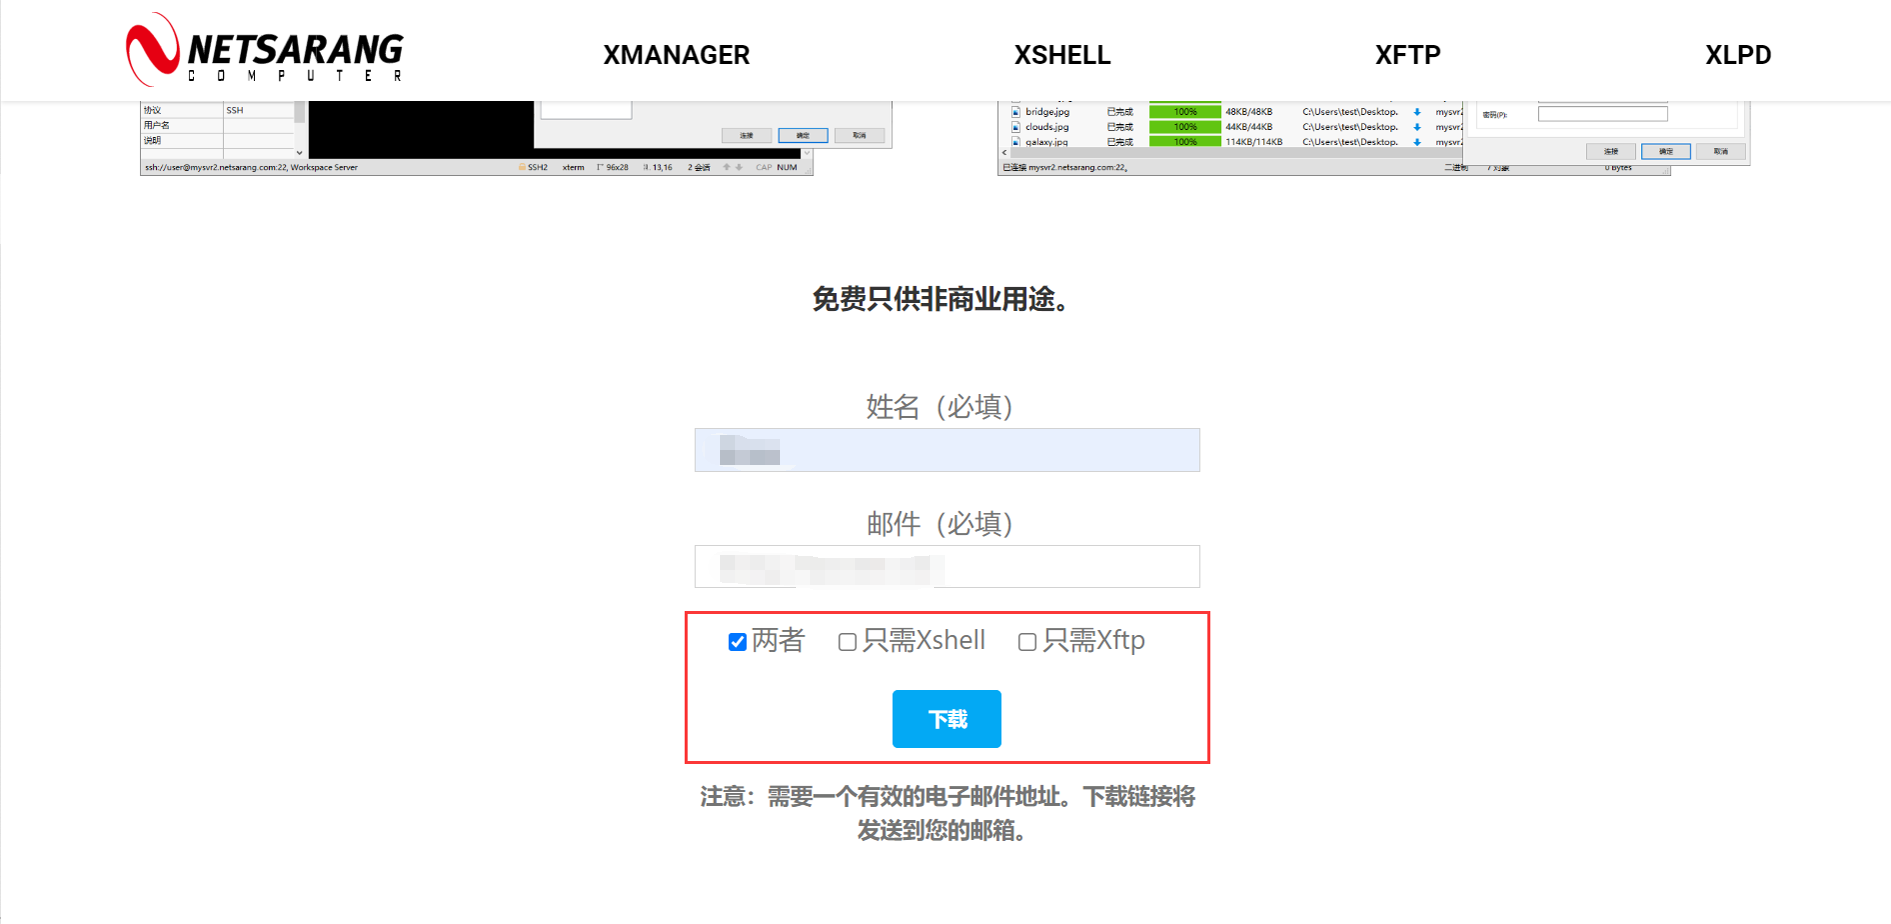 NETSARANG
COMPUTER
XMANAGER
XSHELL
XFTP
XLPD
协议 SSH
用户名
说明
连接 确定 取消
ssh://user@mysvr2.netsarang.com:22, Workspace Server SSH2 xterm 96x28 13,16 2 会话 CAP NUM
bridge.jpg 已完成 100% 48KB/48KB C:\Users\test\Desktop. mysvr2
clouds.jpg 已完成 100% 44KB/44KB C:\Users\test\Desktop. mysvr2
galaxy.jpg 已完成 100% 114KB/114KB C:\Users\test\Desktop. mysvr2
密码(P):
连接 确定 取消
已连接 mysvr2.netsarang.com:22。 二进制 7 对象 0 Bytes
免费只供非商业用途。
姓名（必填）
邮件（必填）
两者 只需Xshell 只需Xftp
下载
注意：需要一个有效的电子邮件地址。下载链接将
发送到您的邮箱。